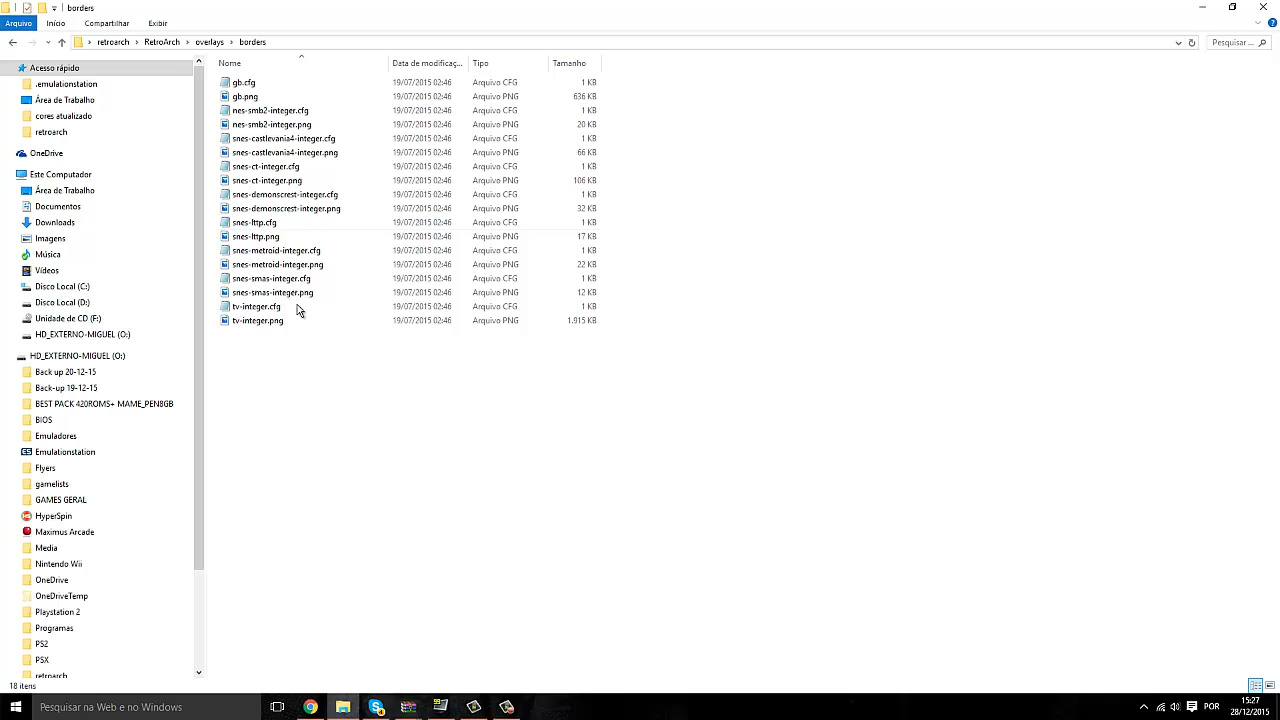 borders
Arquivo Início Compartilhar Exibir
retroarch RetroArch overlays borders Pesquisar...
Nome Data de modificaç... Tipo Tamanho
Acesso rápido
.emulationstation
Área de Trabalho
cores atualizado
retroarch
OneDrive
Este Computador
Área de Trabalho
Documentos
Downloads
Imagens
Música
Vídeos
Disco Local (C:)
Disco Local (D:)
Unidade de CD (F:)
HD_EXTERNO-MIGUEL (O:)
HD_EXTERNO-MIGUEL (O:)
Back up 20-12-15
Back-up 19-12-15
BEST PACK 420ROMS+ MAME_PEN8GB
BIOS
Emuladores
Emulationstation
Flyers
gamelists
GAMES GERAL
HyperSpin
Maximus Arcade
Media
Nintendo Wii
OneDrive
OneDriveTemp
Playstation 2
Programas
PS2
PSX
retroarch
gb.cfg 19/07/2015 02:46 Arquivo CFG 1 KB
gb.png 19/07/2015 02:46 Arquivo PNG 636 KB
nes-smb2-integer.cfg 19/07/2015 02:46 Arquivo CFG 1 KB
nes-smb2-integer.png 19/07/2015 02:46 Arquivo PNG 20 KB
snes-castlevania4-integer.cfg 19/07/2015 02:46 Arquivo CFG 1 KB
snes-castlevania4-integer.png 19/07/2015 02:46 Arquivo PNG 66 KB
snes-ct-integer.cfg 19/07/2015 02:46 Arquivo CFG 1 KB
snes-ct-integer.png 19/07/2015 02:46 Arquivo PNG 106 KB
snes-demonscrest-integer.cfg 19/07/2015 02:46 Arquivo CFG 1 KB
snes-demonscrest-integer.png 19/07/2015 02:46 Arquivo PNG 32 KB
snes-lttp.cfg 19/07/2015 02:46 Arquivo CFG 1 KB
snes-lttp.png 19/07/2015 02:46 Arquivo PNG 17 KB
snes-metroid-integer.cfg 19/07/2015 02:46 Arquivo CFG 1 KB
snes-metroid-integer.png 19/07/2015 02:46 Arquivo PNG 22 KB
snes-smas-integer.cfg 19/07/2015 02:46 Arquivo CFG 1 KB
snes-smas-integer.png 19/07/2015 02:46 Arquivo PNG 12 KB
tv-integer.cfg 19/07/2015 02:46 Arquivo CFG 1 KB
tv-integer.png 19/07/2015 02:46 Arquivo PNG 1.915 KB
18 itens
Pesquisar na Web e no Windows
POR
15:27
28/12/2015